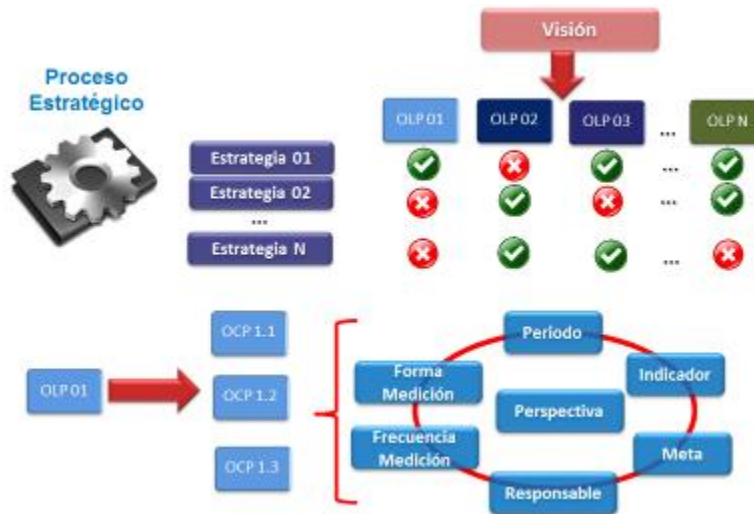 Visión
Proceso
Estratégico
OLP 01
OLP 02
OLP 03
...
OLP N
Estrategia 01
...
Estrategia 02
...
...
Estrategia N
...
OCP 1.1
OLP 01
OCP 1.2
OCP 1.3
Periodo
Forma
Medición
Indicador
Perspectiva
Frecuencia
Medición
Meta
Responsable